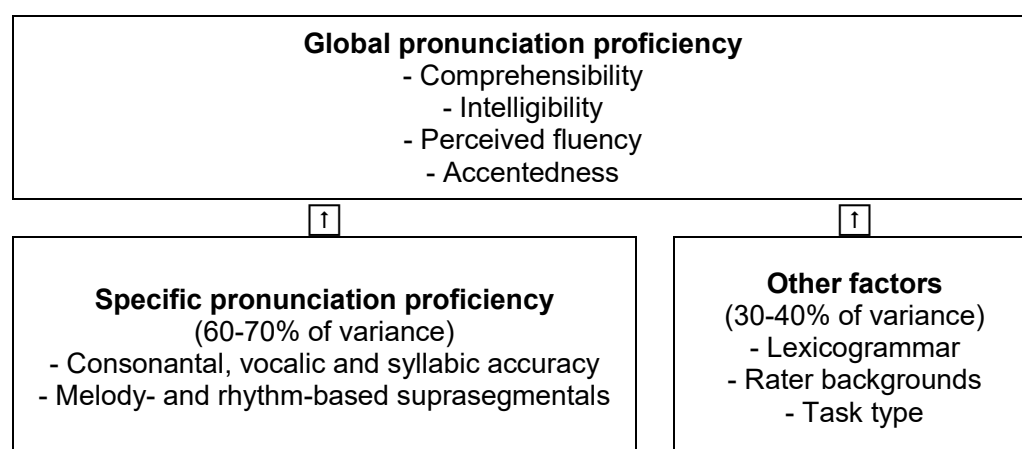 Global pronunciation proficiency
- Comprehensibility
- Intelligibility
- Perceived fluency
- Accentedness
↑
↑
Specific pronunciation proficiency
(60-70% of variance)
- Consonantal, vocalic and syllabic accuracy
- Melody- and rhythm-based suprasegmentals
Other factors
(30-40% of variance)
- Lexicogrammar
- Rater backgrounds
- Task type